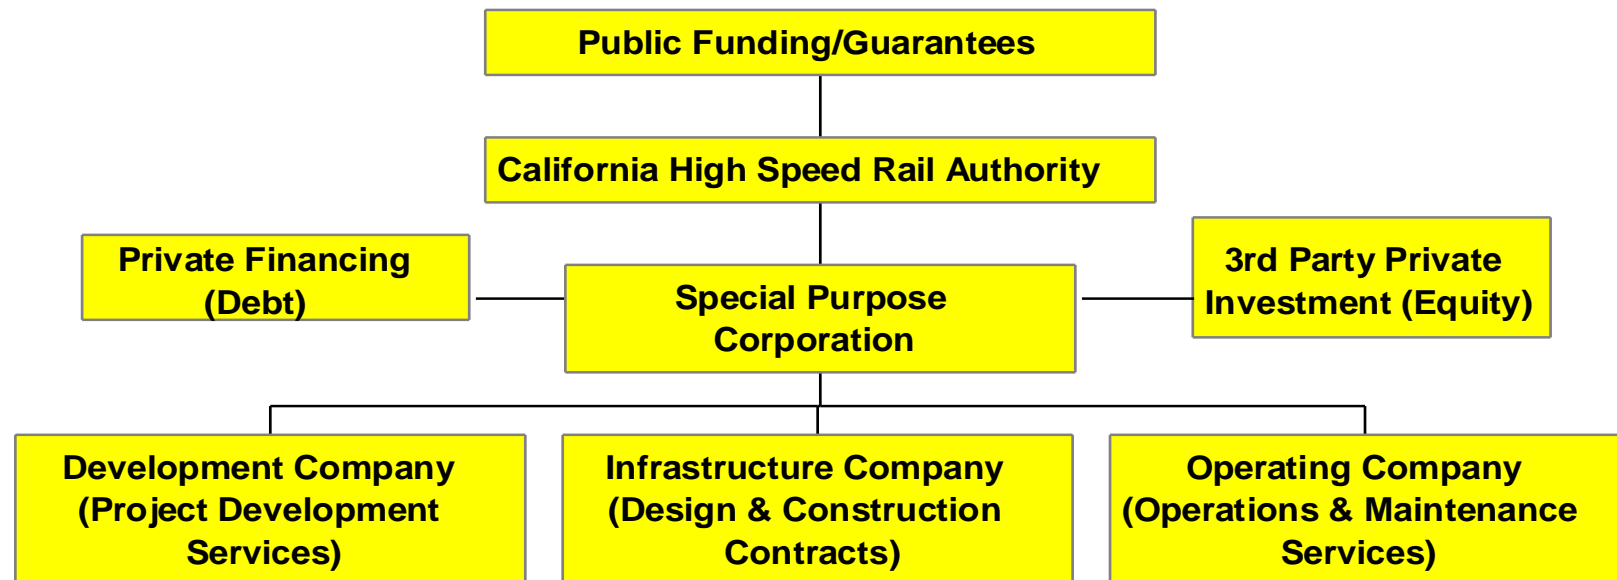 Public Funding/Guarantees
California High Speed Rail Authority
Private Financing
(Debt)
Special Purpose
Corporation
3rd Party Private
Investment (Equity)
Development Company
(Project Development
Services)
Infrastructure Company
(Design & Construction
Contracts)
Operating Company
(Operations & Maintenance
Services)